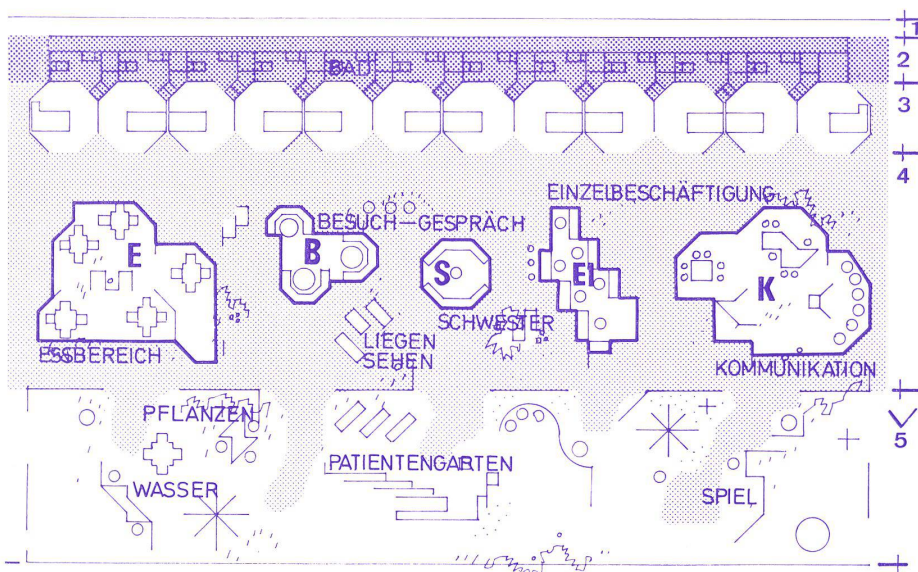 1
2
BAD
3
4
EINZELBESCHÄFTIGUNG
BESUCH-GESPRÄCH
E
B
S
EI
K
SCHWESTER
LIEGEN
SEHEN
ESSBEREICH
KOMMUNIKATION
PFLANZEN
5
PATIENTENGARTEN
WASSER
SPIEL